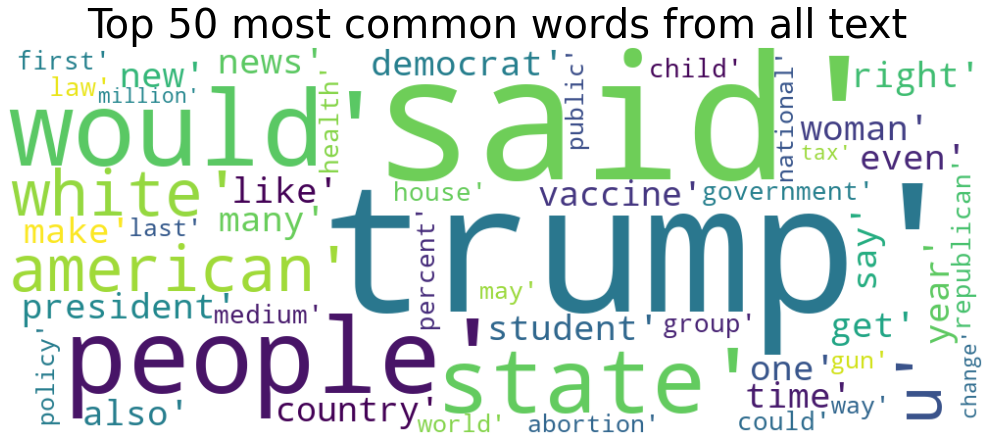 Top 50 most common words from all text
first'
law'
new'
million'
news'
health'
democrat'
public'
child'
national'
right'
would'
said'
woman'
tax'
even'
white'
like'
many'
house'
vaccine'
government'
make'
last'
trump'
say'
year'
republican'
american'
percent'
may'
president'
medium'
people'
student'
group'
get'
policy'
also'
country'
state'
world'
abortion'
one'
gun'
time'
way'
could'
u'
change'